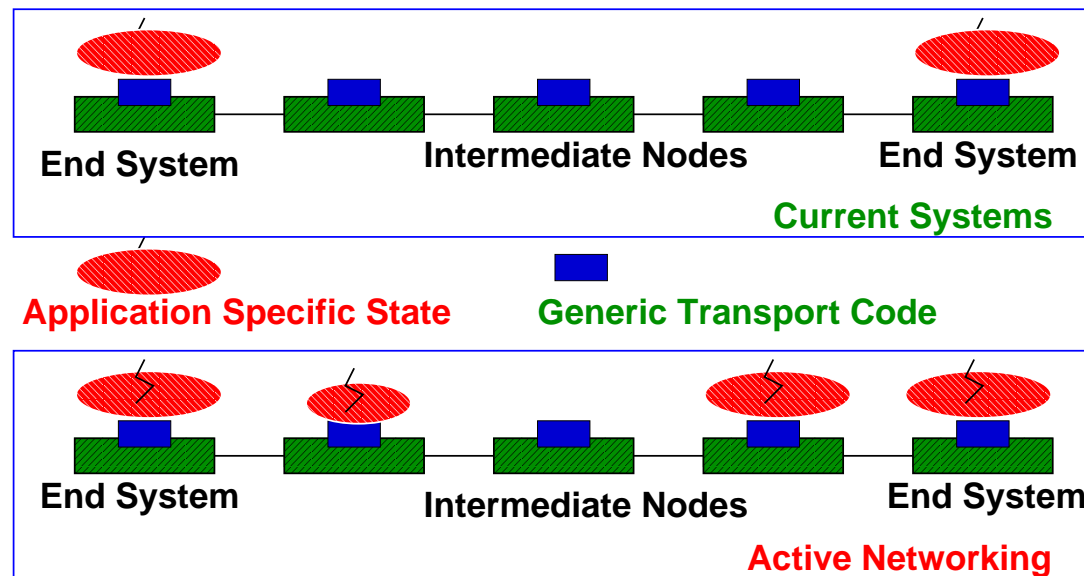 End System
Intermediate Nodes
End System
Current Systems
Application Specific State
Generic Transport Code
End System
Intermediate Nodes
End System
Active Networking